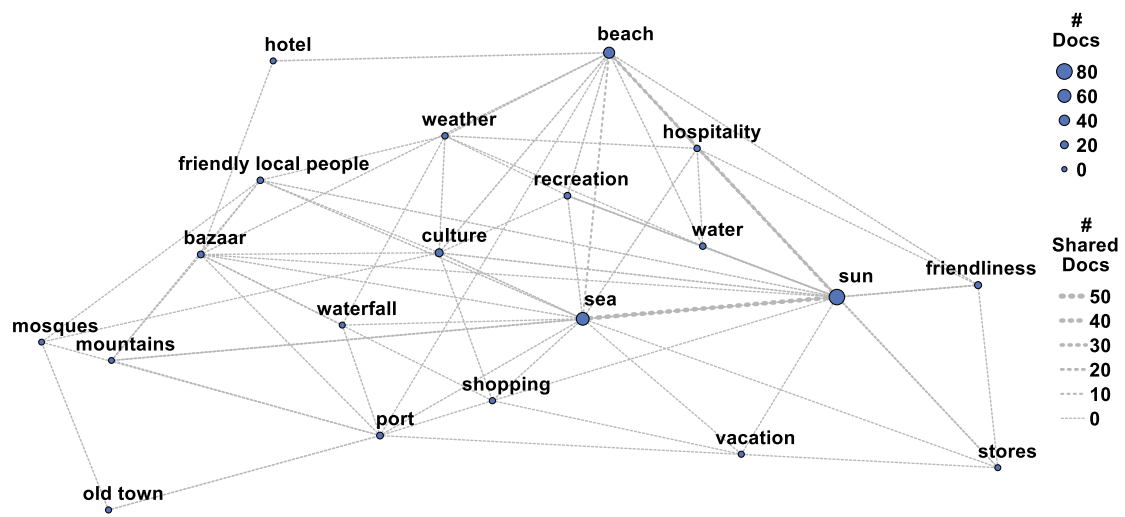 beach
hotel
weather
hospitality
friendly local people
recreation
water
bazaar
culture
sun
friendliness
sea
waterfall
mosques
mountains
shopping
port
vacation
stores
old town
#
Docs
80
60
40
20
0
#
Shared
Docs
50
40
30
20
10
0